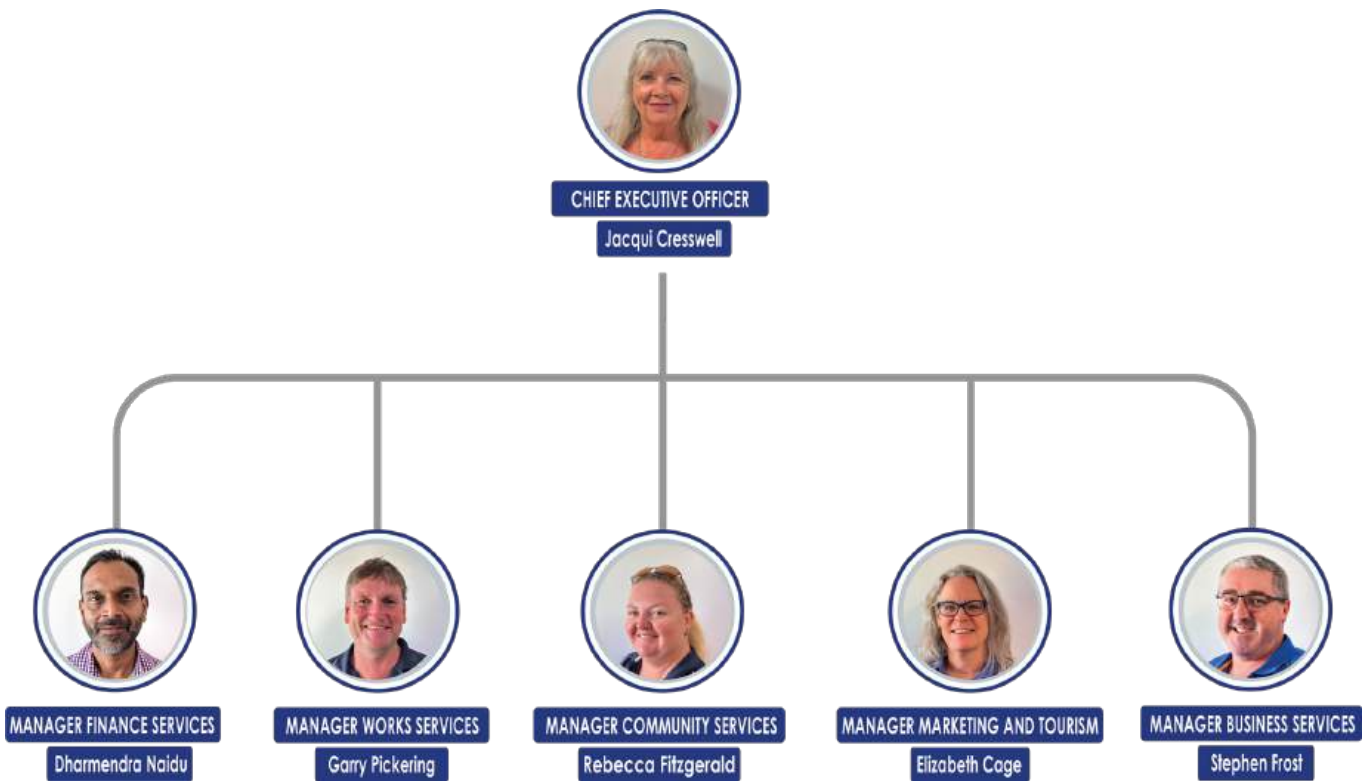 CHIEF EXECUTIVE OFFICER
Jacqui Cresswell
MANAGER FINANCE SERVICES
Dharmendra Naidu
MANAGER WORKS SERVICES
Garry Pickering
MANAGER COMMUNITY SERVICES
Rebecca Fitzgerald
MANAGER MARKETING AND TOURISM
Elizabeth Cage
MANAGER BUSINESS SERVICES
Stephen Frost